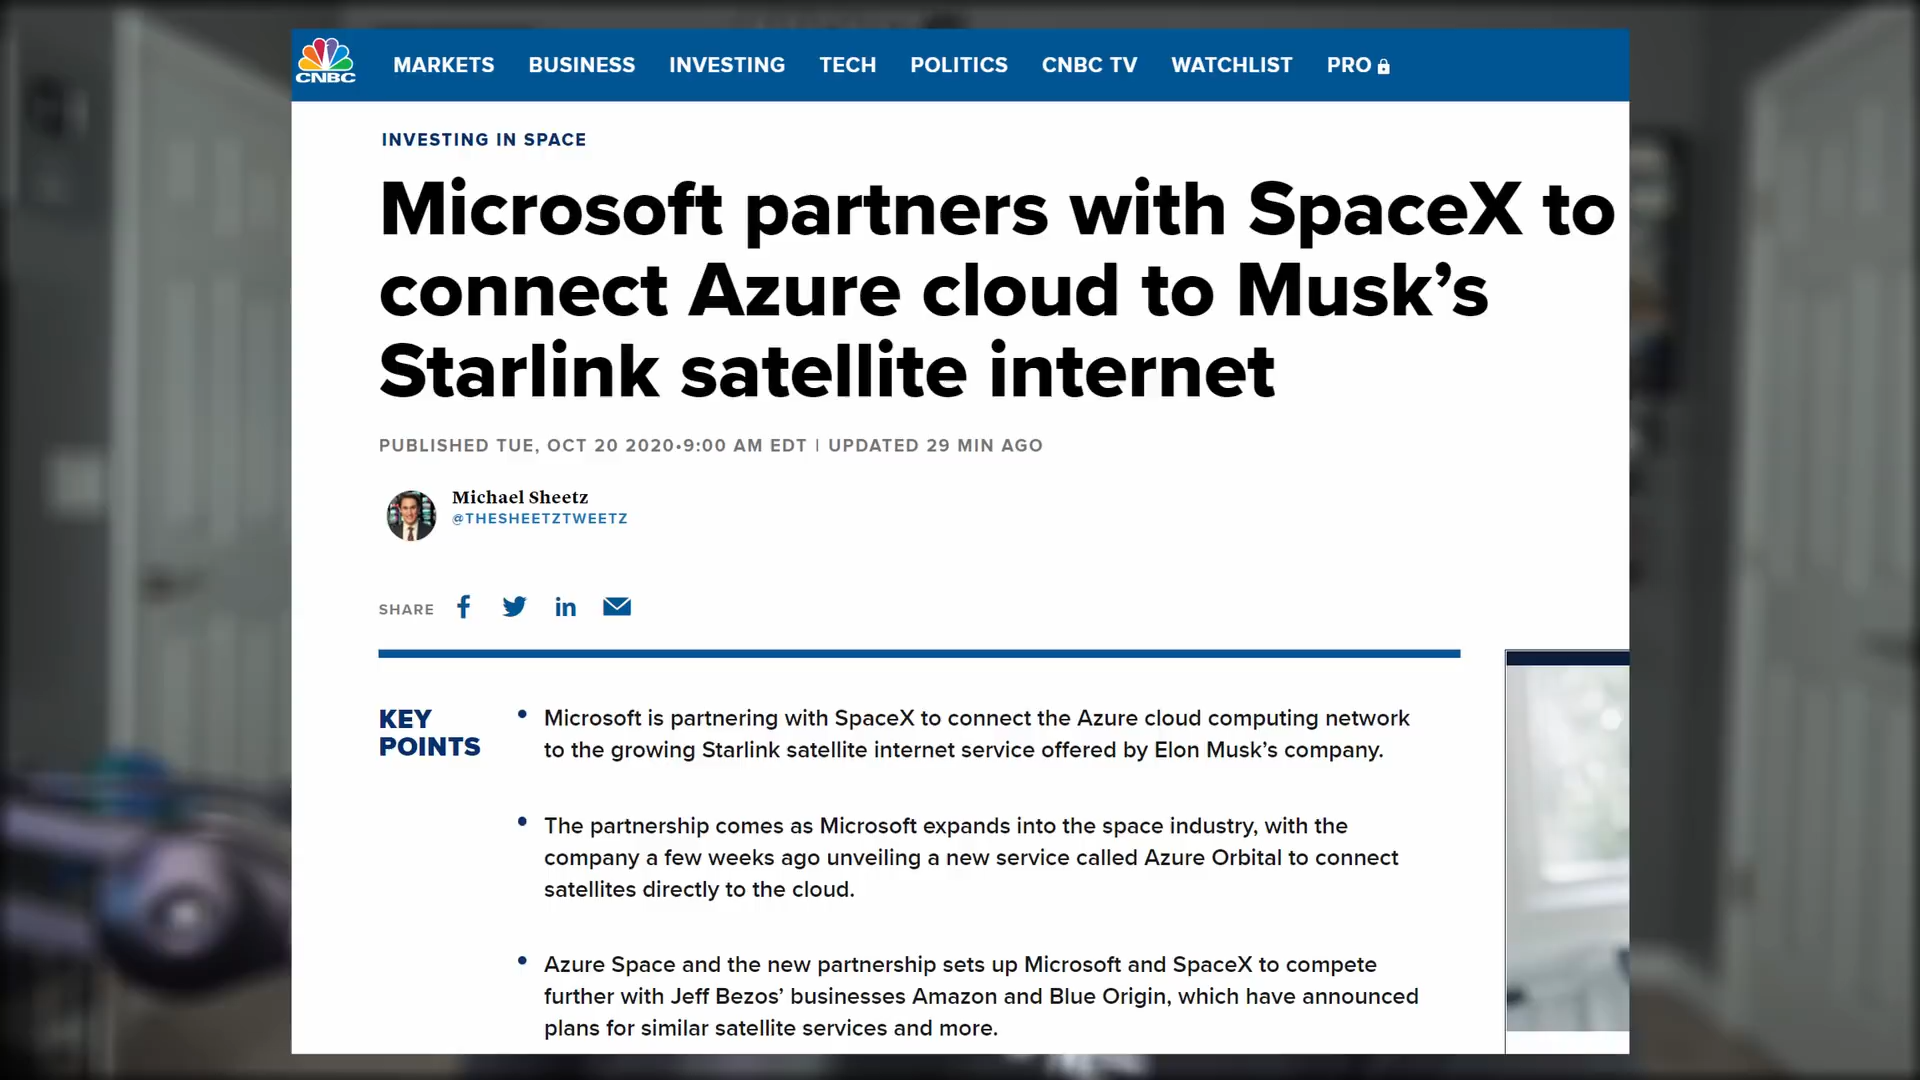 CNBC
MARKETS BUSINESS INVESTING TECH POLITICS CNBC TV WATCHLIST PRO
INVESTING IN SPACE
Microsoft partners with SpaceX to
connect Azure cloud to Musk’s
Starlink satellite internet
PUBLISHED TUE, OCT 20 2020•9:00 AM EDT | UPDATED 29 MIN AGO
Michael Sheetz
@THESHEETZTWEETZ
SHARE
KEY
POINTS
• Microsoft is partnering with SpaceX to connect the Azure cloud computing network
to the growing Starlink satellite internet service offered by Elon Musk’s company.
• The partnership comes as Microsoft expands into the space industry, with the
company a few weeks ago unveiling a new service called Azure Orbital to connect
satellites directly to the cloud.
• Azure Space and the new partnership sets up Microsoft and SpaceX to compete
further with Jeff Bezos’ businesses Amazon and Blue Origin, which have announced
plans for similar satellite services and more.